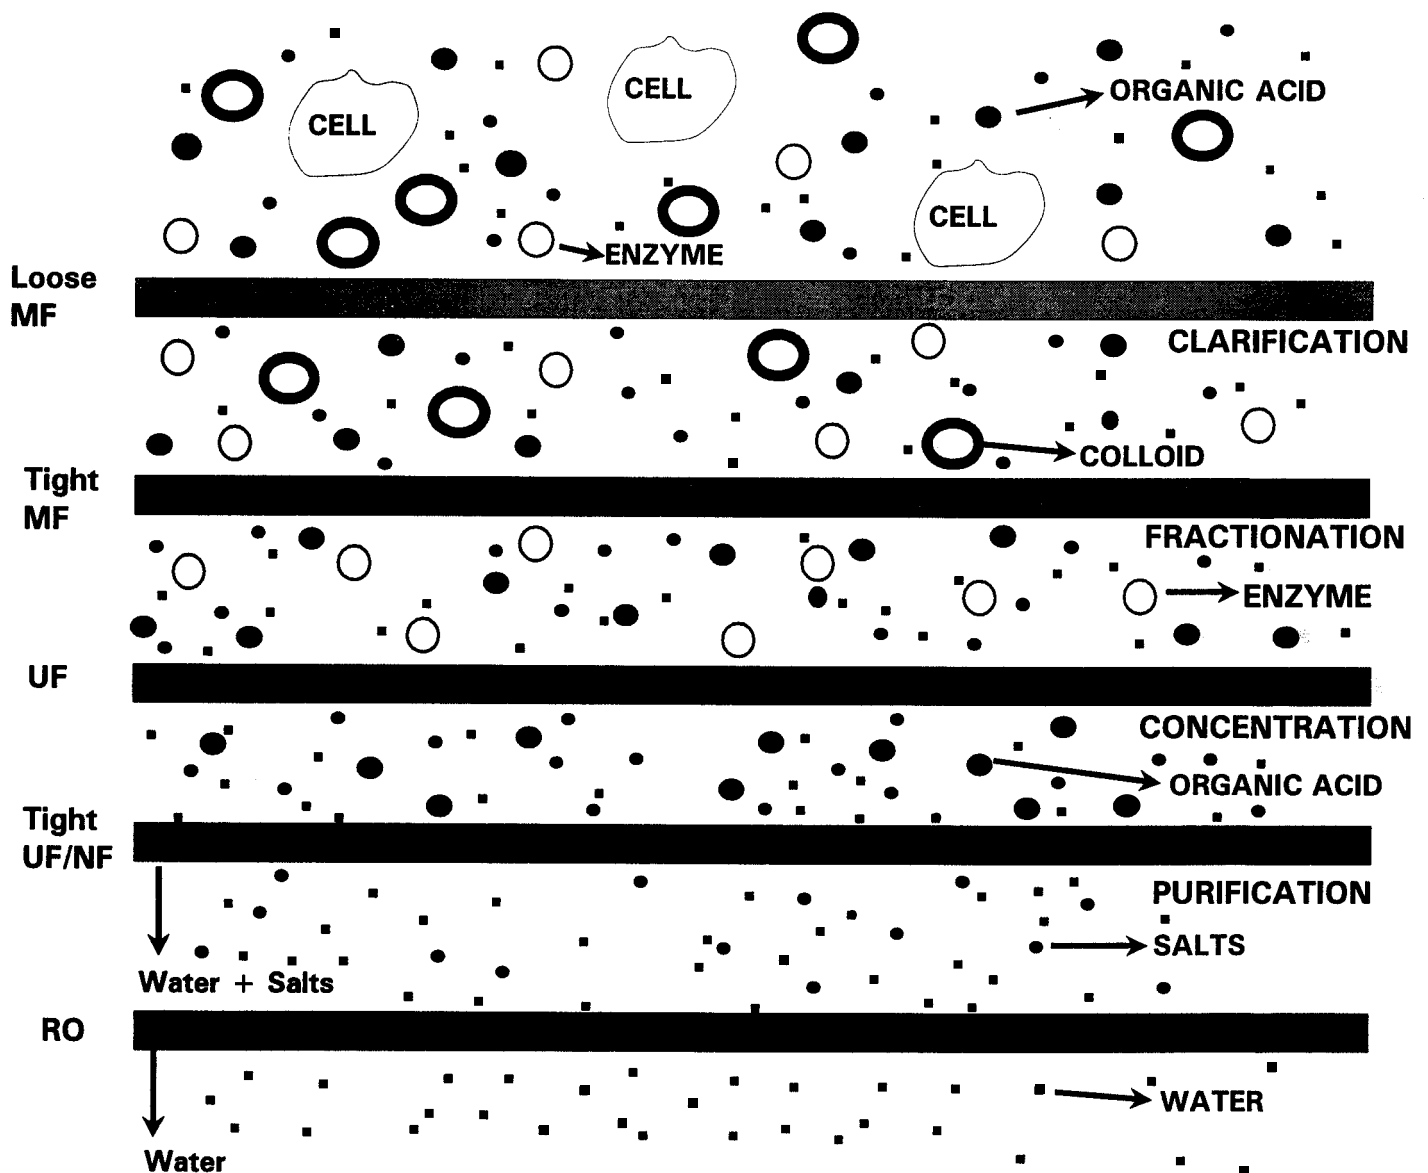 CELL
CELL
ORGANIC ACID
CELL
ENZYME
Loose
MF
CLARIFICATION
COLLOID
Tight
MF
FRACTIONATION
ENZYME
UF
CONCENTRATION
ORGANIC ACID
Tight
UF/NF
PURIFICATION
SALTS
Water + Salts
RO
WATER
Water